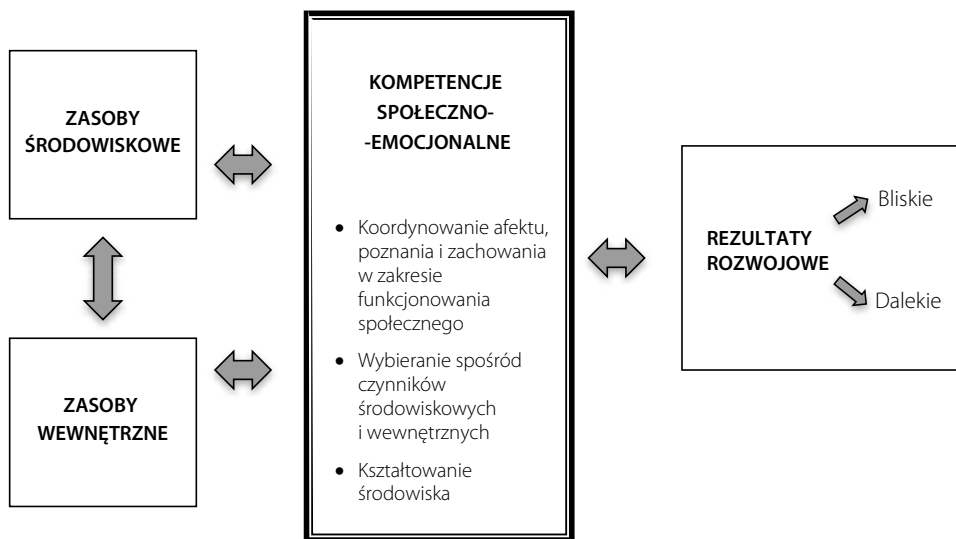 ZASOBY
ŚRODOWISKOWE
ZASOBY
WEWNĘTRZNE
KOMPETENCJE
SPOŁECZNO-
-EMOCJONALNE
• Koordynowanie afektu,
poznania i zachowania
w zakresie
funkcjonowania
społecznego
• Wybieranie spośród
czynników
środowiskowych
i wewnętrznych
• Kształtowanie
środowiska
REZULTATY
ROZWOJOWE
Bliskie
Dalekie